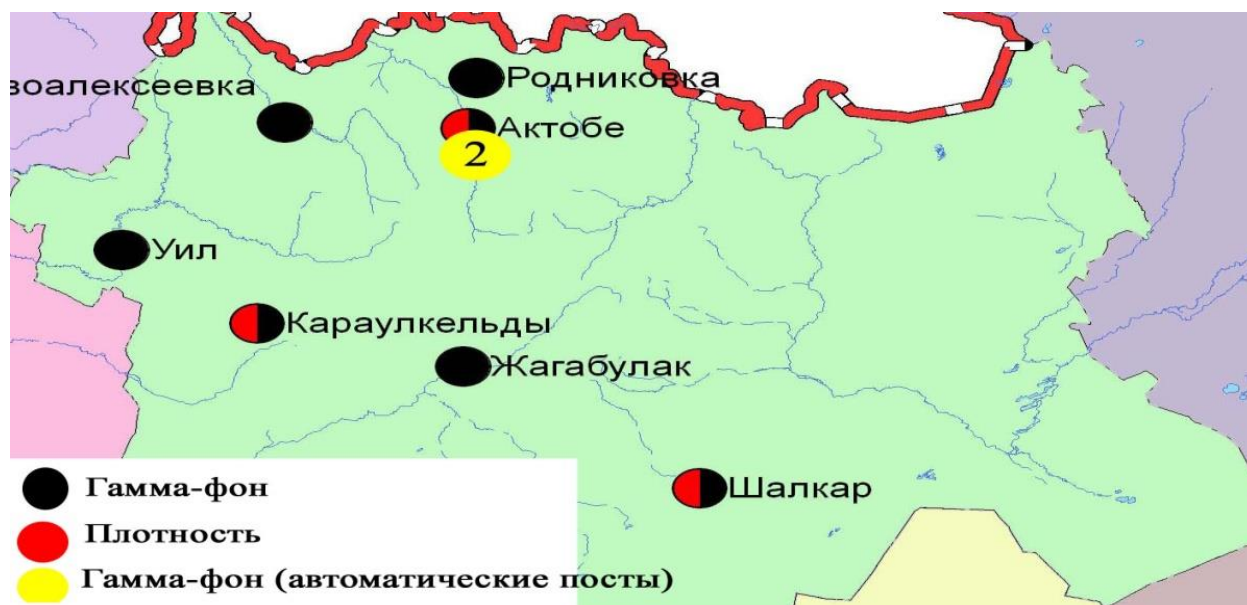 Родниковка
воалексеевка
Актобе
2
Уил
Караулкельды
Жагабулак
Шалкар
Гамма-фон
Плотность
Гамма-фон (автоматические посты)